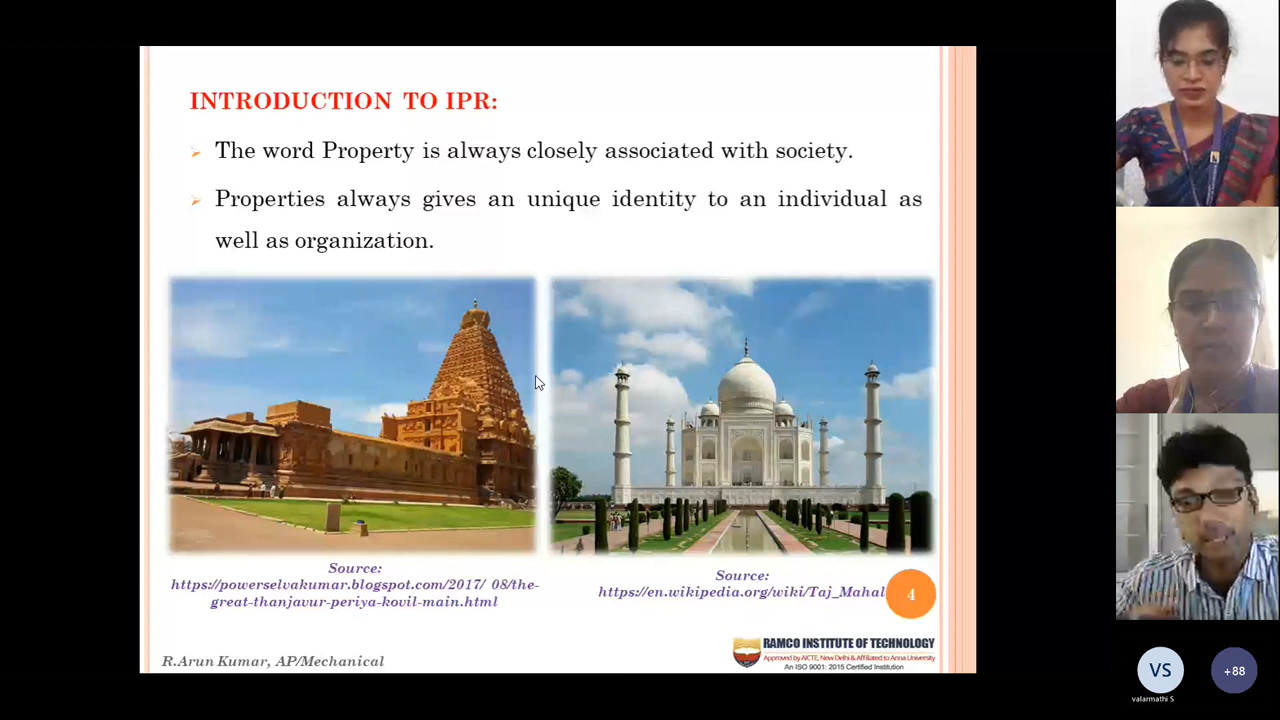 INTRODUCTION TO IPR:
The word Property is always closely associated with society.
Properties always gives an unique identity to an individual as
well as organization.
Source:
https://powerselvakumar.blogspot.com/2017/ 08/the-
great-thanjavur-periya-kovil-main.html
Source:
https://en.wikipedia.org/wiki/Taj_Mahal
4
R.Arun Kumar, AP/Mechanical
RAMCO INSTITUTE OF TECHNOLOGY
Approved by AICTE, New Delhi & Affiliated to Anna University
An ISO 9001: 2015 Certified Institution
VS
valarmathi S
+88